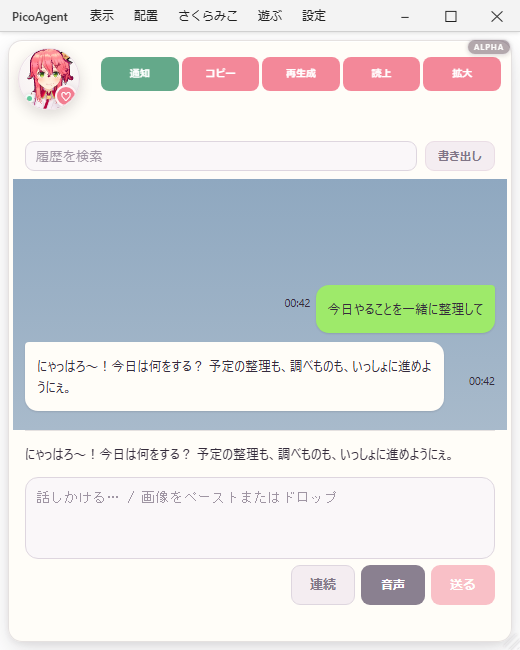 PicoAgent 表示 配置 さくらみこ 遊ぶ 設定
ALPHA
通知 コピー 再生成 読上 拡大
履歴を検索 書き出し
00:42 今日やることを一緒に整理して
にゃっはろ～！今日は何をする？ 予定の整理も、調べものも、いっしょに進めよ
うにぇ。
00:42
にゃっはろ～！今日は何をする？ 予定の整理も、調べものも、いっしょに進めようにぇ。
話しかける… / 画像をペーストまたはドロップ
連続 音声 送る